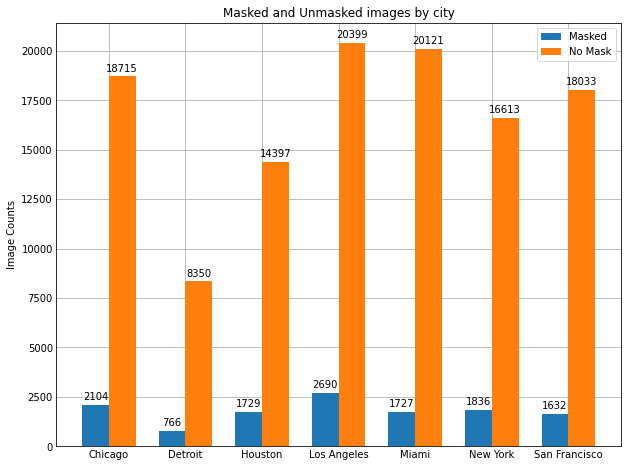 Masked and Unmasked images by city
Masked
No Mask
Image Counts
20000
17500
15000
12500
10000
7500
5000
2500
0
2104
18715
766
8350
1729
14397
2690
20399
1727
20121
1836
16613
1632
18033
Chicago
Detroit
Houston
Los Angeles
Miami
New York
San Francisco